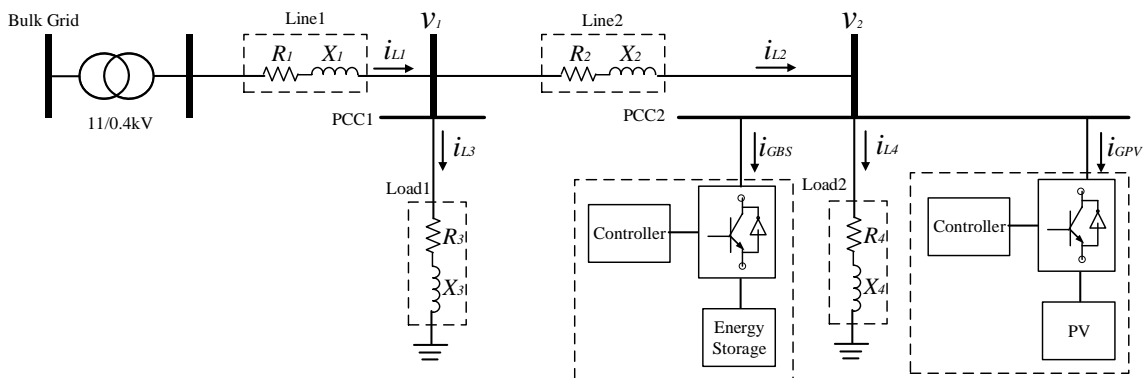 Bulk Grid
11/0.4kV
Line1
R1
X1
iL1
v1
PCC1
iL3
Load1
R3
X3
Line2
R2
X2
iL2
v2
PCC2
iGBS
Controller
Energy
Storage
iL4
Load2
R4
X4
iGPV
Controller
PV